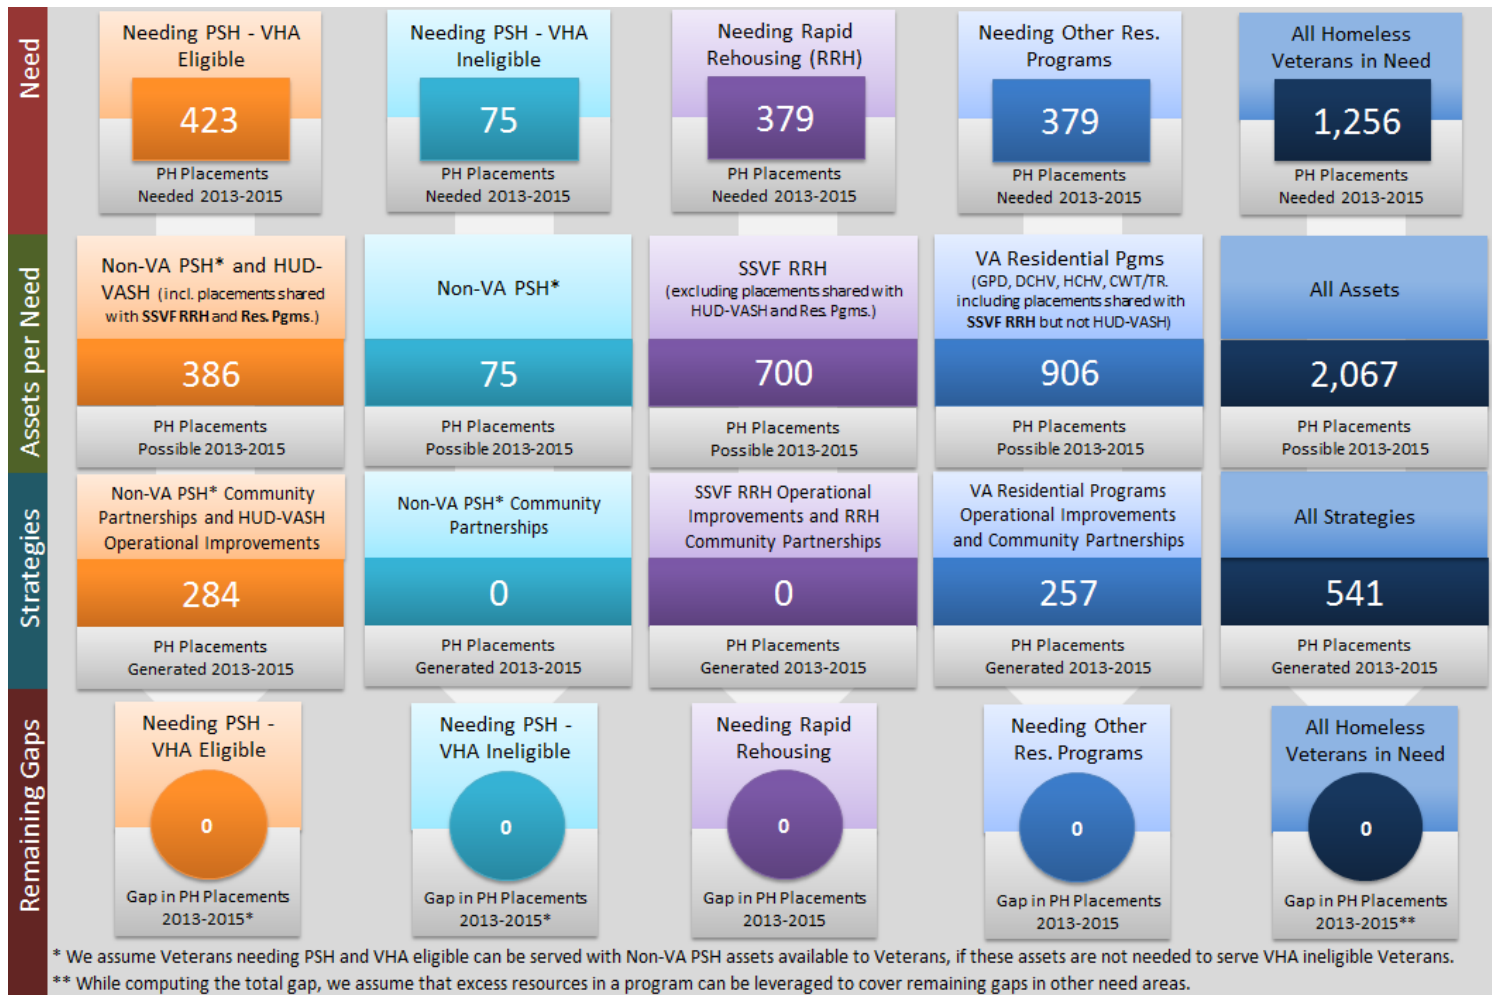 Need
Needing PSH - VHA
Eligible
423
PH Placements
Needed 2013-2015
Needing PSH - VHA
Ineligible
75
PH Placements
Needed 2013-2015
Needing Rapid
Rehousing (RRH)
379
PH Placements
Needed 2013-2015
Needing Other Res.
Programs
379
PH Placements
Needed 2013-2015
All Homeless
Veterans in Need
1,256
PH Placements
Needed 2013-2015
Assets per Need
Non-VA PSH* and HUD-
VASH (incl. placements shared
with SSVF RRH and Res. Pgms.)
386
PH Placements
Possible 2013-2015
Non-VA PSH*
75
PH Placements
Possible 2013-2015
SSVF RRH
(excluding placements shared with
HUD-VASH and Res. Pgms.)
700
PH Placements
Possible 2013-2015
VA Residential Pgms
(GPD, DCHV, HCHV, CWT/TR.
including placements shared with
SSVF RRH but not HUD-VASH)
906
PH Placements
Possible 2013-2015
All Assets
2,067
PH Placements
Possible 2013-2015
Strategies
Non-VA PSH* Community
Partnerships and HUD-VASH
Operational Improvements
284
PH Placements
Generated 2013-2015
Non-VA PSH* Community
Partnerships
0
PH Placements
Generated 2013-2015
SSVF RRH Operational
Improvements and RRH
Community Partnerships
0
PH Placements
Generated 2013-2015
VA Residential Programs
Operational Improvements
and Community Partnerships
257
PH Placements
Generated 2013-2015
All Strategies
541
PH Placements
Generated 2013-2015
Remaining Gaps
Needing PSH -
VHA Eligible
0
Gap in PH Placements
2013-2015*
Needing PSH -
VHA Ineligible
0
Gap in PH Placements
2013-2015*
Needing Rapid
Rehousing
0
Gap in PH Placements
2013-2015
Needing Other
Res. Programs
0
Gap in PH Placements
2013-2015
All Homeless
Veterans in Need
0
Gap in PH Placements
2013-2015**
* We assume Veterans needing PSH and VHA eligible can be served with Non-VA PSH assets available to Veterans, if these assets are not needed to serve VHA ineligible Veterans.
** While computing the total gap, we assume that excess resources in a program can be leveraged to cover remaining gaps in other need areas.